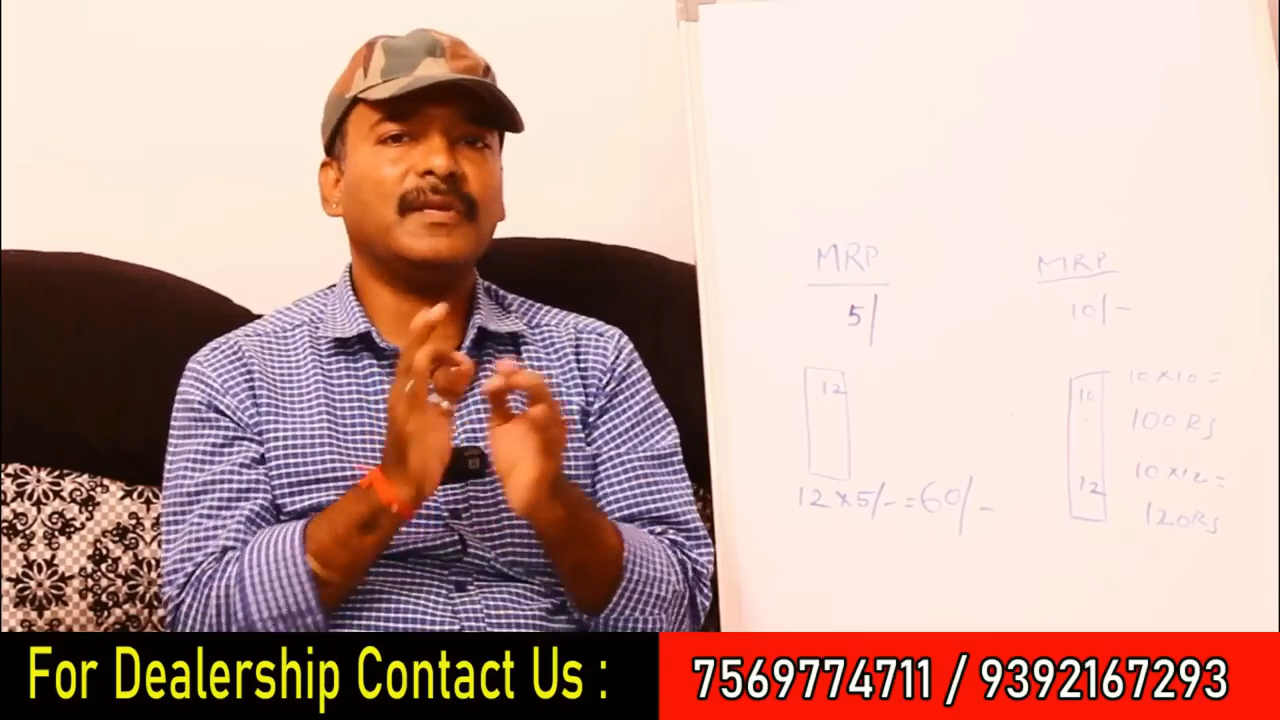 MRP
5/
12
12×5/-=60/-
MRP
10/-
10
12
10×10=
100RS
10×12=
120RS
For Dealership Contact Us :
7569774711 / 9392167293